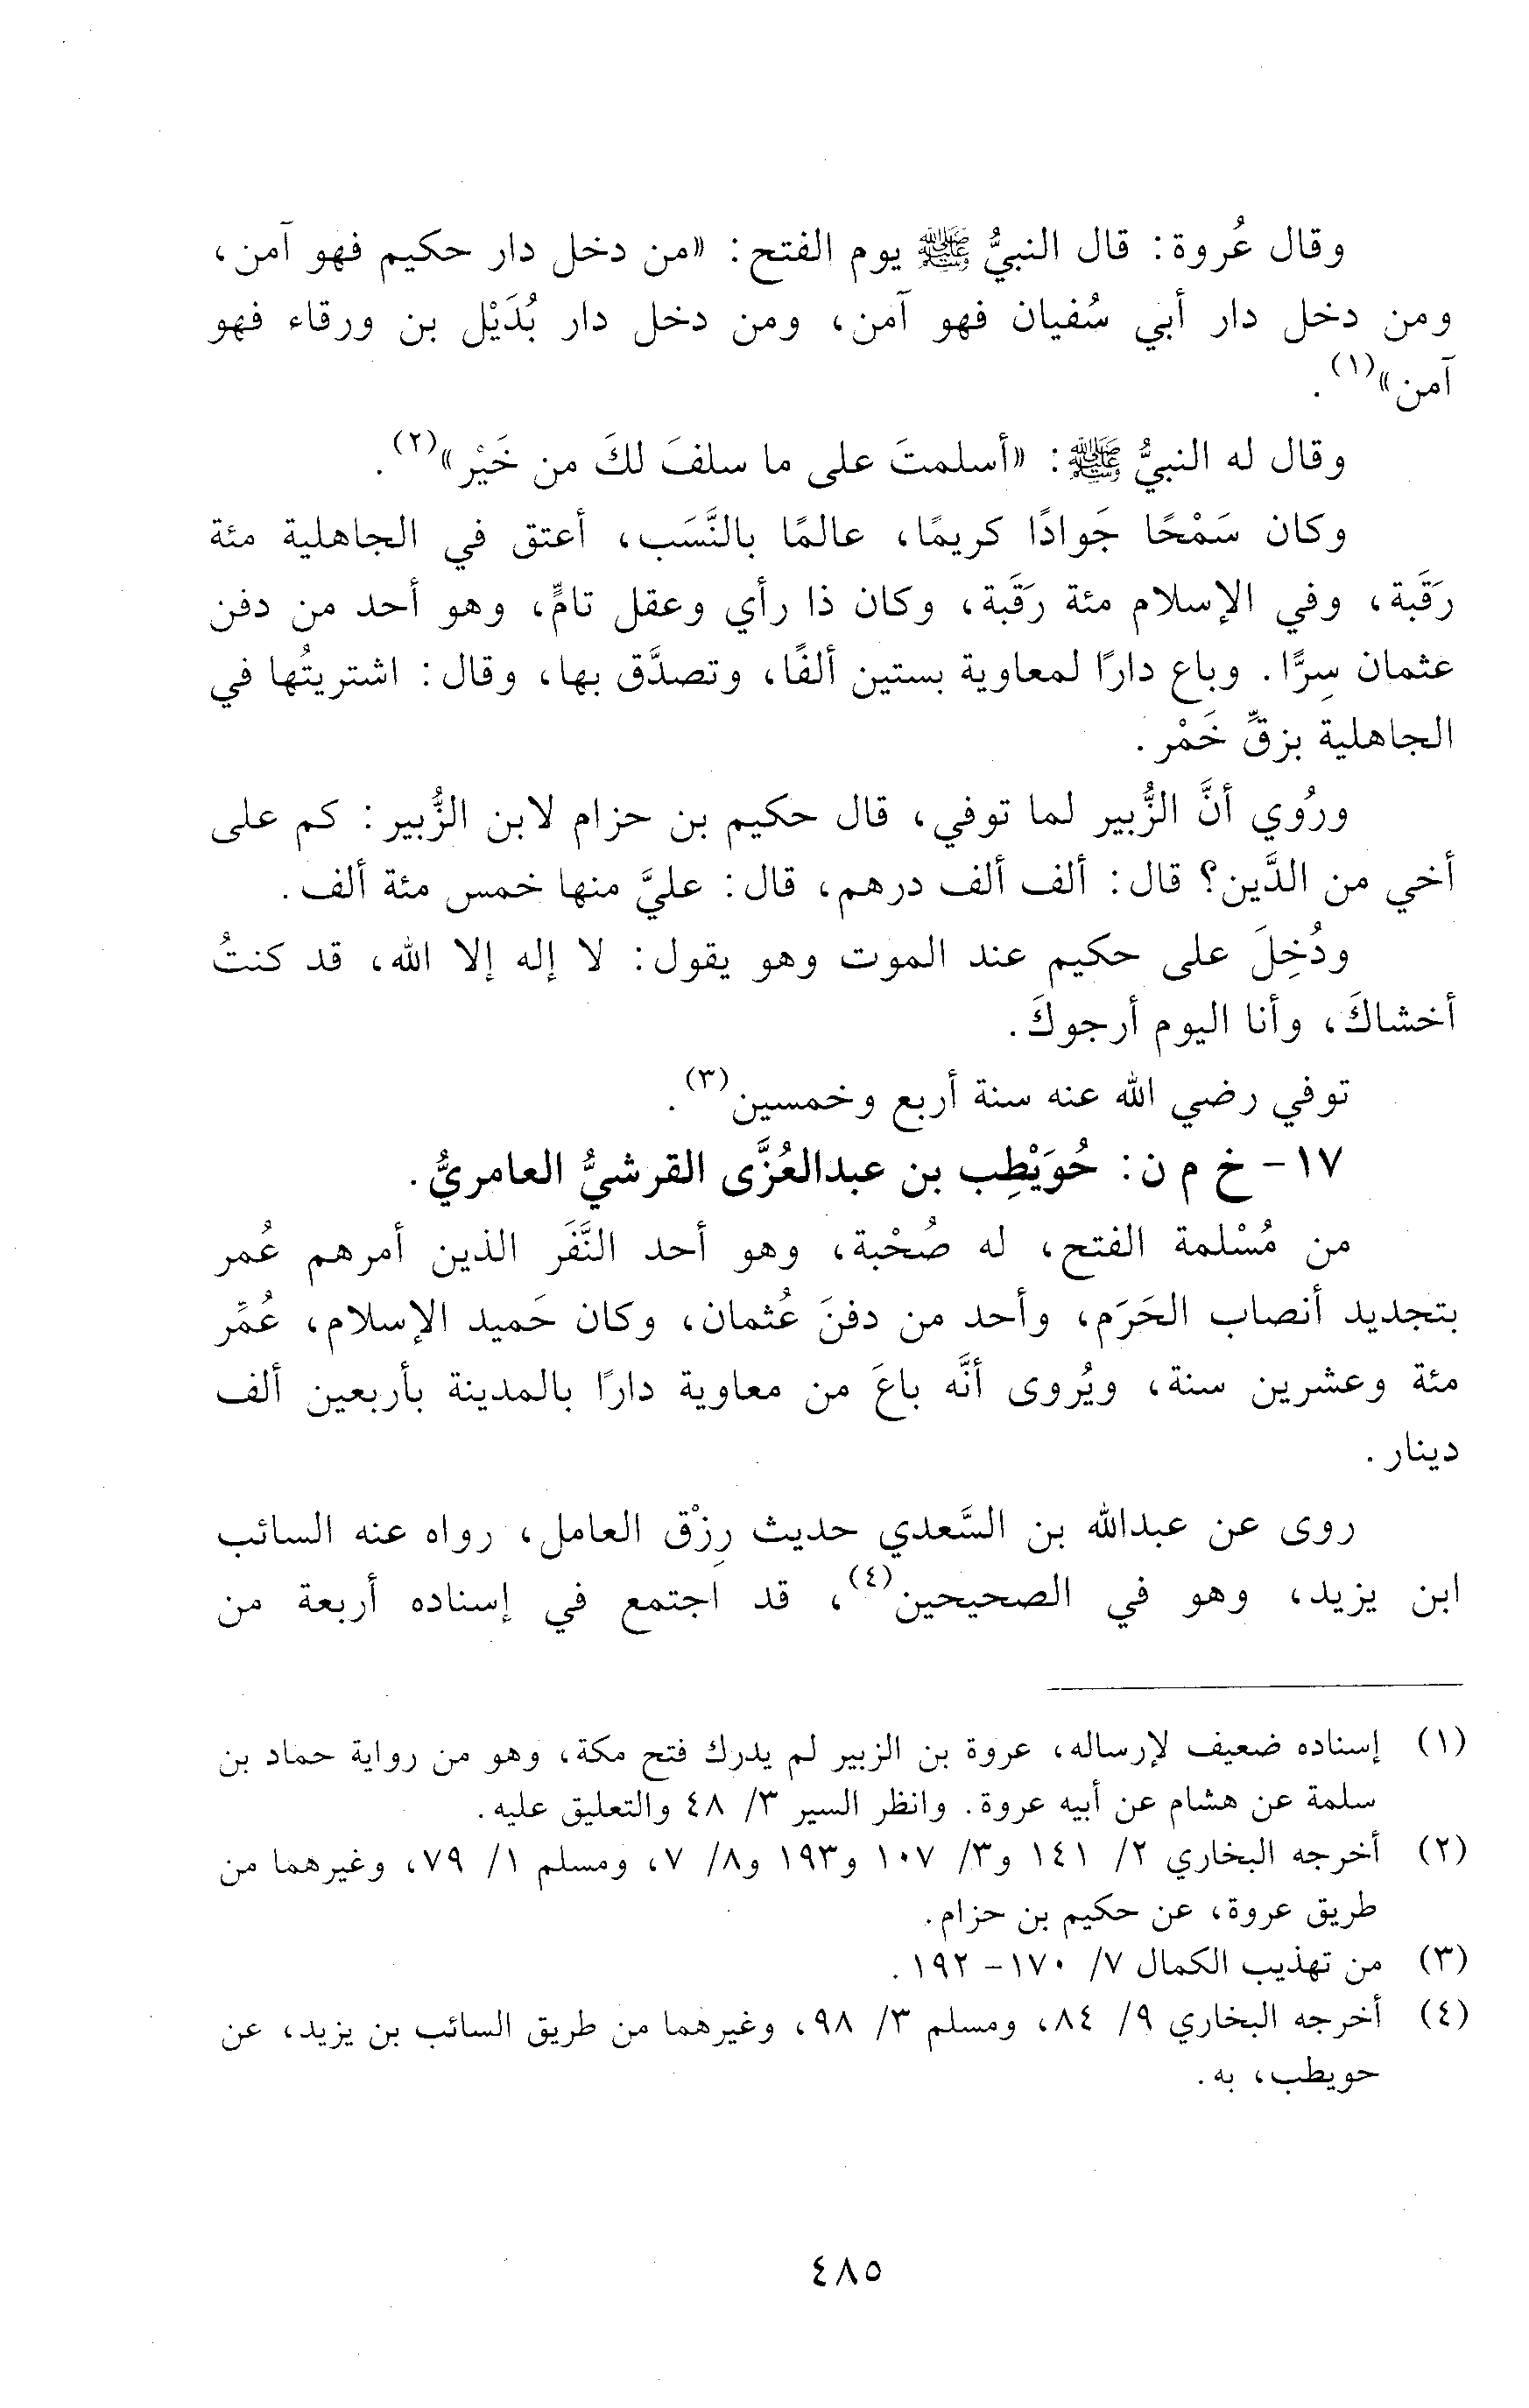 وقال عُروة: قال النبيُّ ﷺ يوم الفتح: «من دخل دار حكيم فهو آمن،
ومن دخل دار أبي سُفيان فهو آمن، ومن دخل دار بُدَيْل بن ورقاء فهو
آمن»(١).
وقال له النبيُّ ﷺ: «أسلمتَ على ما سلفَ لكَ من خَيْر»(٢).
وكان سَمْحًا جَوادًا كريمًا، عالمًا بالنَّسَب، أعتق في الجاهلية مئة
رَقَبة، وفي الإسلام مئة رَقَبة، وكان ذا رأي وعقل تامٍّ، وهو أحد من دفن
عثمان سِرًّا. وباع دارًا لمعاوية بستين ألفًا، وتصدَّق بها، وقال: اشتريتُها في
الجاهلية بزقِّ خَمْر.
ورُوي أنَّ الزُّبير لما توفي، قال حكيم بن حزام لابن الزُّبير: كم على
أخي من الدَّين؟ قال: ألف ألف درهم، قال: عليَّ منها خمس مئة ألف.
ودُخِلَ على حكيم عند الموت وهو يقول: لا إله إلا الله، قد كنتُ
أخشاكَ، وأنا اليوم أرجوكَ.
توفي رضي الله عنه سنة أربع وخمسين(٣).
١٧- خ م ن: حُوَيْطِب بن عبدالعُزَّى القرشيُّ العامريُّ.
من مُسْلمة الفتح، له صُحْبة، وهو أحد النَّفَر الذين أمرهم عُمر
بتجديد أنصاب الحَرَم، وأحد من دفنَ عُثمان، وكان حَميد الإسلام، عُمِّر
مئة وعشرين سنة، ويُروى أنَّه باعَ من معاوية دارًا بالمدينة بأربعين ألف
دينار.
روى عن عبدالله بن السَّعدي حديث رِزْق العامل، رواه عنه السائب
ابن يزيد، وهو في الصحيحين(٤)، قد اجتمع في إسناده أربعة من
(١) إسناده ضعيف لإرساله، عروة بن الزبير لم يدرك فتح مكة، وهو من رواية حماد بن
سلمة عن هشام عن أبيه عروة. وانظر السير ٣/ ٤٨ والتعليق عليه.
(٢) أخرجه البخاري ٢/ ١٤١ و٣/ ١٠٧ و١٩٣ و٨/ ٧، ومسلم ١/ ٧٩، وغيرهما من
طريق عروة، عن حكيم بن حزام.
(٣) من تهذيب الكمال ٧/ ١٧٠- ١٩٢.
(٤) أخرجه البخاري ٩/ ٨٤، ومسلم ٣/ ٩٨، وغيرهما من طريق السائب بن يزيد، عن
حويطب، به.
٤٨٥